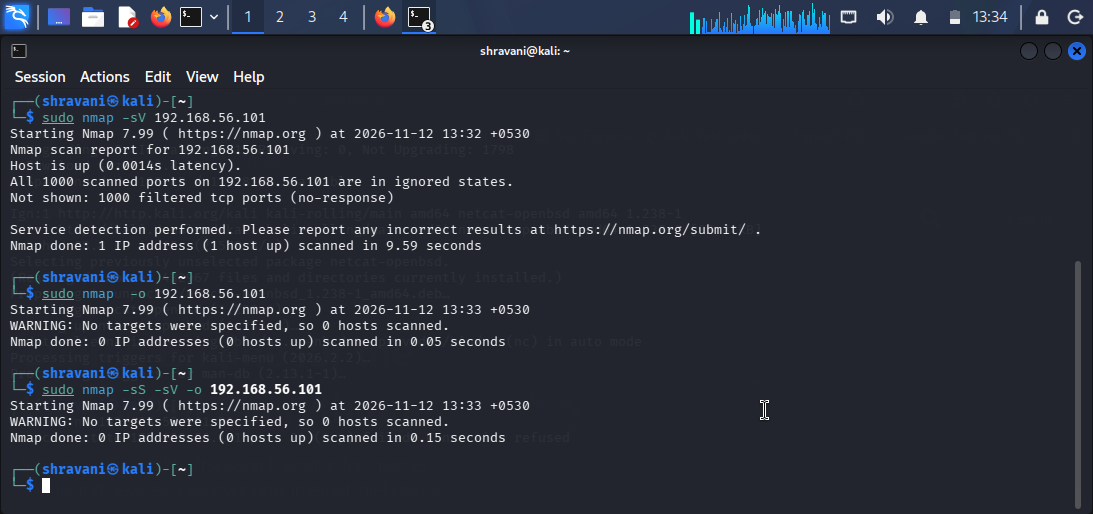 1 2 3 4 3 13:34
shravani@kali: ~
Session Actions Edit View Help
┌──(shravani㉿kali)-[~]
└─$ sudo nmap -sV 192.168.56.101
Starting Nmap 7.99 ( https://nmap.org ) at 2026-11-12 13:32 +0530
Nmap scan report for 192.168.56.101
Host is up (0.0014s latency).
All 1000 scanned ports on 192.168.56.101 are in ignored states.
Not shown: 1000 filtered tcp ports (no-response)
Service detection performed. Please report any incorrect results at https://nmap.org/submit/ .
Nmap done: 1 IP address (1 host up) scanned in 9.59 seconds
┌──(shravani㉿kali)-[~]
└─$ sudo nmap  -o 192.168.56.101
Starting Nmap 7.99 ( https://nmap.org ) at 2026-11-12 13:33 +0530
WARNING: No targets were specified, so 0 hosts scanned.
Nmap done: 0 IP addresses (0 hosts up) scanned in 0.05 seconds
┌──(shravani㉿kali)-[~]
└─$ sudo nmap -sS -sV -o 192.168.56.101
Starting Nmap 7.99 ( https://nmap.org ) at 2026-11-12 13:33 +0530
WARNING: No targets were specified, so 0 hosts scanned.
Nmap done: 0 IP addresses (0 hosts up) scanned in 0.15 seconds
┌──(shravani㉿kali)-[~]
└─$